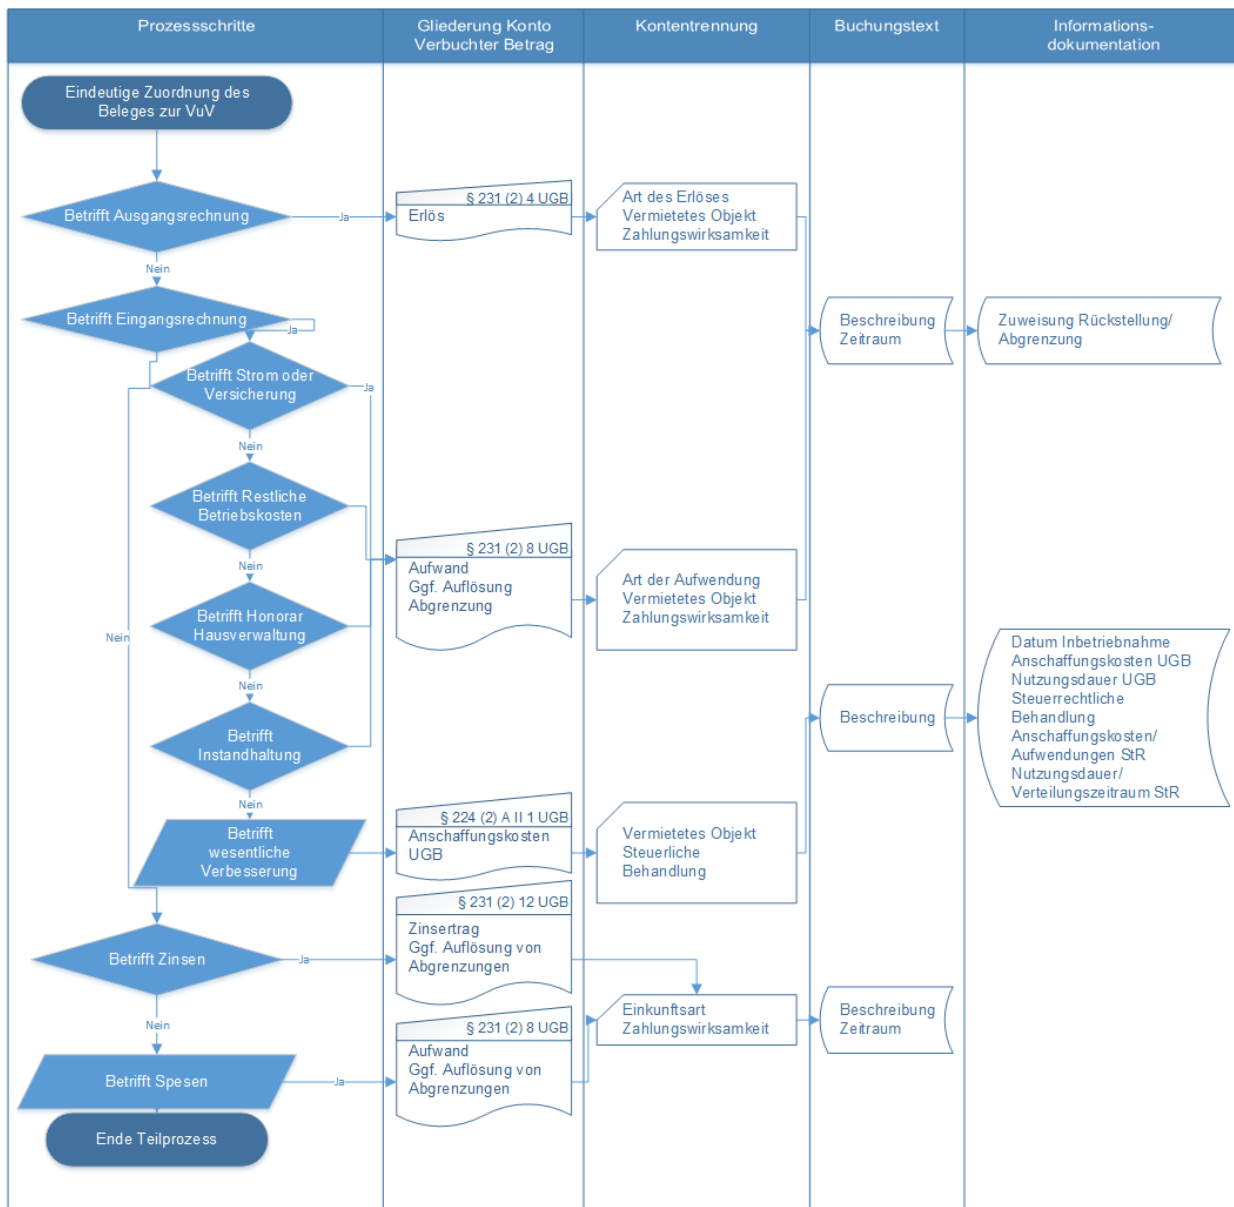 Prozessschritte
Gliederung Konto
Verbuchter Betrag
Kontentrennung
Buchungstext
Informations-
dokumentation
Eindeutige Zuordnung des
Beleges zur VuV
Betrifft Ausgangsrechnung
Ja
§ 231 (2) 4 UGB
Erlös
Art des Erlöses
Vermietetes Objekt
Zahlungswirksamkeit
Nein
Betrifft Eingangsrechnung
Ja
Beschreibung
Zeitraum
Zuweisung Rückstellung/
Abgrenzung
Betrifft Strom oder
Versicherung
Ja
Nein
Betrifft Restliche
Betriebskosten
Nein
§ 231 (2) 8 UGB
Aufwand
Ggf. Auflösung
Abgrenzung
Art der Aufwendung
Vermietetes Objekt
Zahlungswirksamkeit
Betrifft Honorar
Hausverwaltung
Nein
Nein
Betrifft
Instandhaltung
Nein
Beschreibung
Datum Inbetriebnahme
Anschaffungskosten UGB
Nutzungsdauer UGB
Steuerrechtliche
Behandlung
Anschaffungskosten/
Aufwendungen StR
Nutzungsdauer/
Verteilungszeitraum StR
Betrifft
wesentliche
Verbesserung
§ 224 (2) A II 1 UGB
Anschaffungskosten
UGB
Vermietetes Objekt
Steuerliche
Behandlung
Betrifft Zinsen
Ja
§ 231 (2) 12 UGB
Zinsertrag
Ggf. Auflösung von
Abgrenzungen
Nein
Einkunftsart
Zahlungswirksamkeit
Beschreibung
Zeitraum
Betrifft Spesen
Ja
§ 231 (2) 8 UGB
Aufwand
Ggf. Auflösung von
Abgrenzungen
Ende Teilprozess